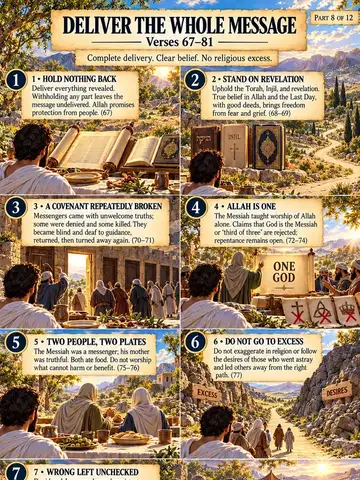 DELIVER THE WHOLE MESSAGE
PART 8 OF 12
Verses 67–81
Complete delivery. Clear belief. No religious excess.
1
1 • HOLD NOTHING BACK
Deliver everything revealed.
Withholding any part leaves the
message undelivered. Allah promises
protection from people. (67)
2
2 • STAND ON REVELATION
Uphold the Torah, Injil, and revelation.
True belief in Allah and the Last Day,
with good deeds, brings freedom
from fear and grief. (68–69)
INJIL
3
3 • A COVENANT REPEATEDLY BROKEN
Messengers came with unwelcome truths;
some were denied and some killed. They
became blind and deaf to guidance,
returned, then turned away again. (70–71)
4
4 • ALLAH IS ONE
The Messiah taught worship of Allah
alone. Claims that God is the Messiah
or 'third of three' are rejected;
repentance remains open. (72–74)
ONE
GOD
5
5 • TWO PEOPLE, TWO PLATES
The Messiah was a messenger; his mother
was truthful. Both ate food. Do not worship
what cannot harm or benefit. (75–76)
6
6 • DO NOT GO TO EXCESS
Do not exaggerate in religion or follow
the desires of those who went astray
and led others away from the right
path. (77)
EXCESS
DESIRES
7
7 • WRONG LEFT UNCHECKED